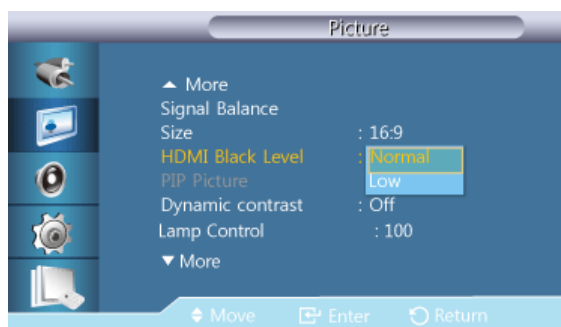 Picture
▲ More
Signal Balance
Size : 16:9
HDMI Black Level : Normal
PIP Picture Low
Dynamic contrast : Off
Lamp Control : 100
▼ More
Move Enter Return